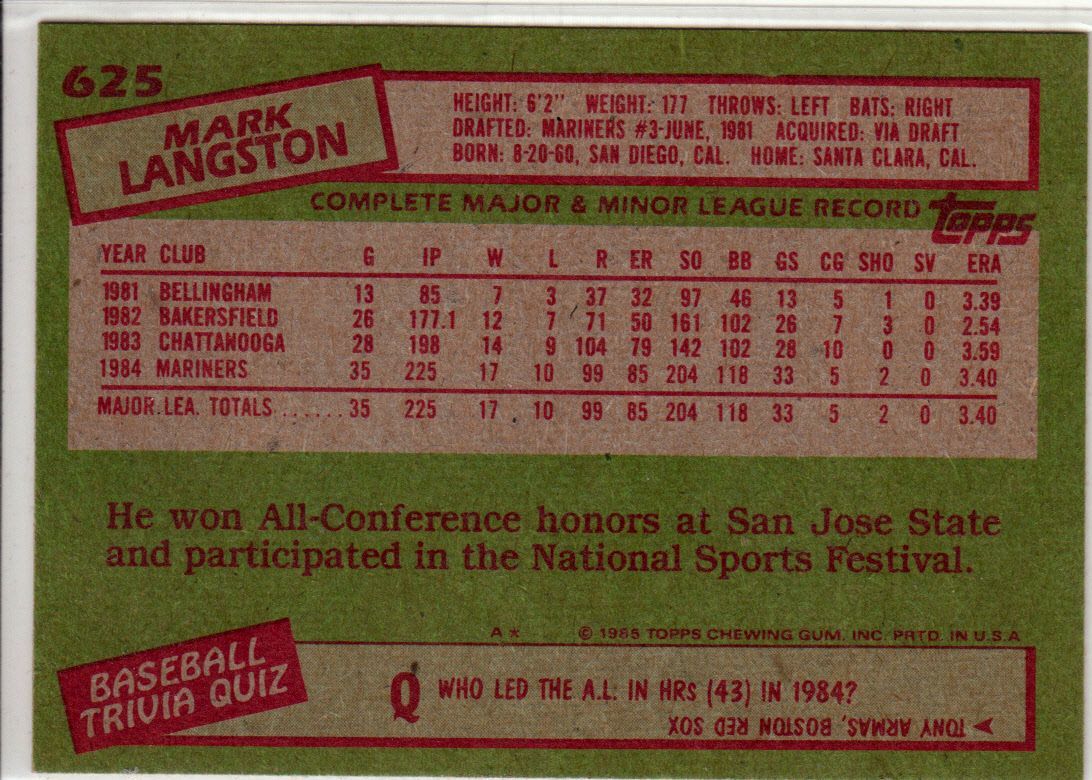 625
MARK
LANGSTON
HEIGHT: 6'2" WEIGHT: 177 THROWS: LEFT BATS: RIGHT
DRAFTED: MARINERS #3-JUNE, 1981 ACQUIRED: VIA DRAFT
BORN: 8-20-60, SAN DIEGO, CAL. HOME: SANTA CLARA, CAL.
COMPLETE MAJOR & MINOR LEAGUE RECORD topps
YEAR CLUB G IP W L R ER SO BB GS CG SHO SV ERA
1981 BELLINGHAM 13 85 7 3 37 32 97 46 13 5 1 0 3.39
1982 BAKERSFIELD 26 177.1 12 7 71 50 161 102 26 7 3 0 2.54
1983 CHATTANOOGA 28 198 14 9 104 79 142 102 28 10 0 0 3.59
1984 MARINERS 35 225 17 10 99 85 204 118 33 5 2 0 3.40
MAJOR LEA. TOTALS ...... 35 225 17 10 99 85 204 118 33 5 2 0 3.40
He won All-Conference honors at San Jose State
and participated in the National Sports Festival.
A* © 1985 TOPPS CHEWING GUM, INC. PRTD. IN U.S.A
BASEBALL
TRIVIA QUIZ
Q WHO LED THE A.L. IN HRs (43) IN 1984?
TONY ARMAS, BOSTON RED SOX